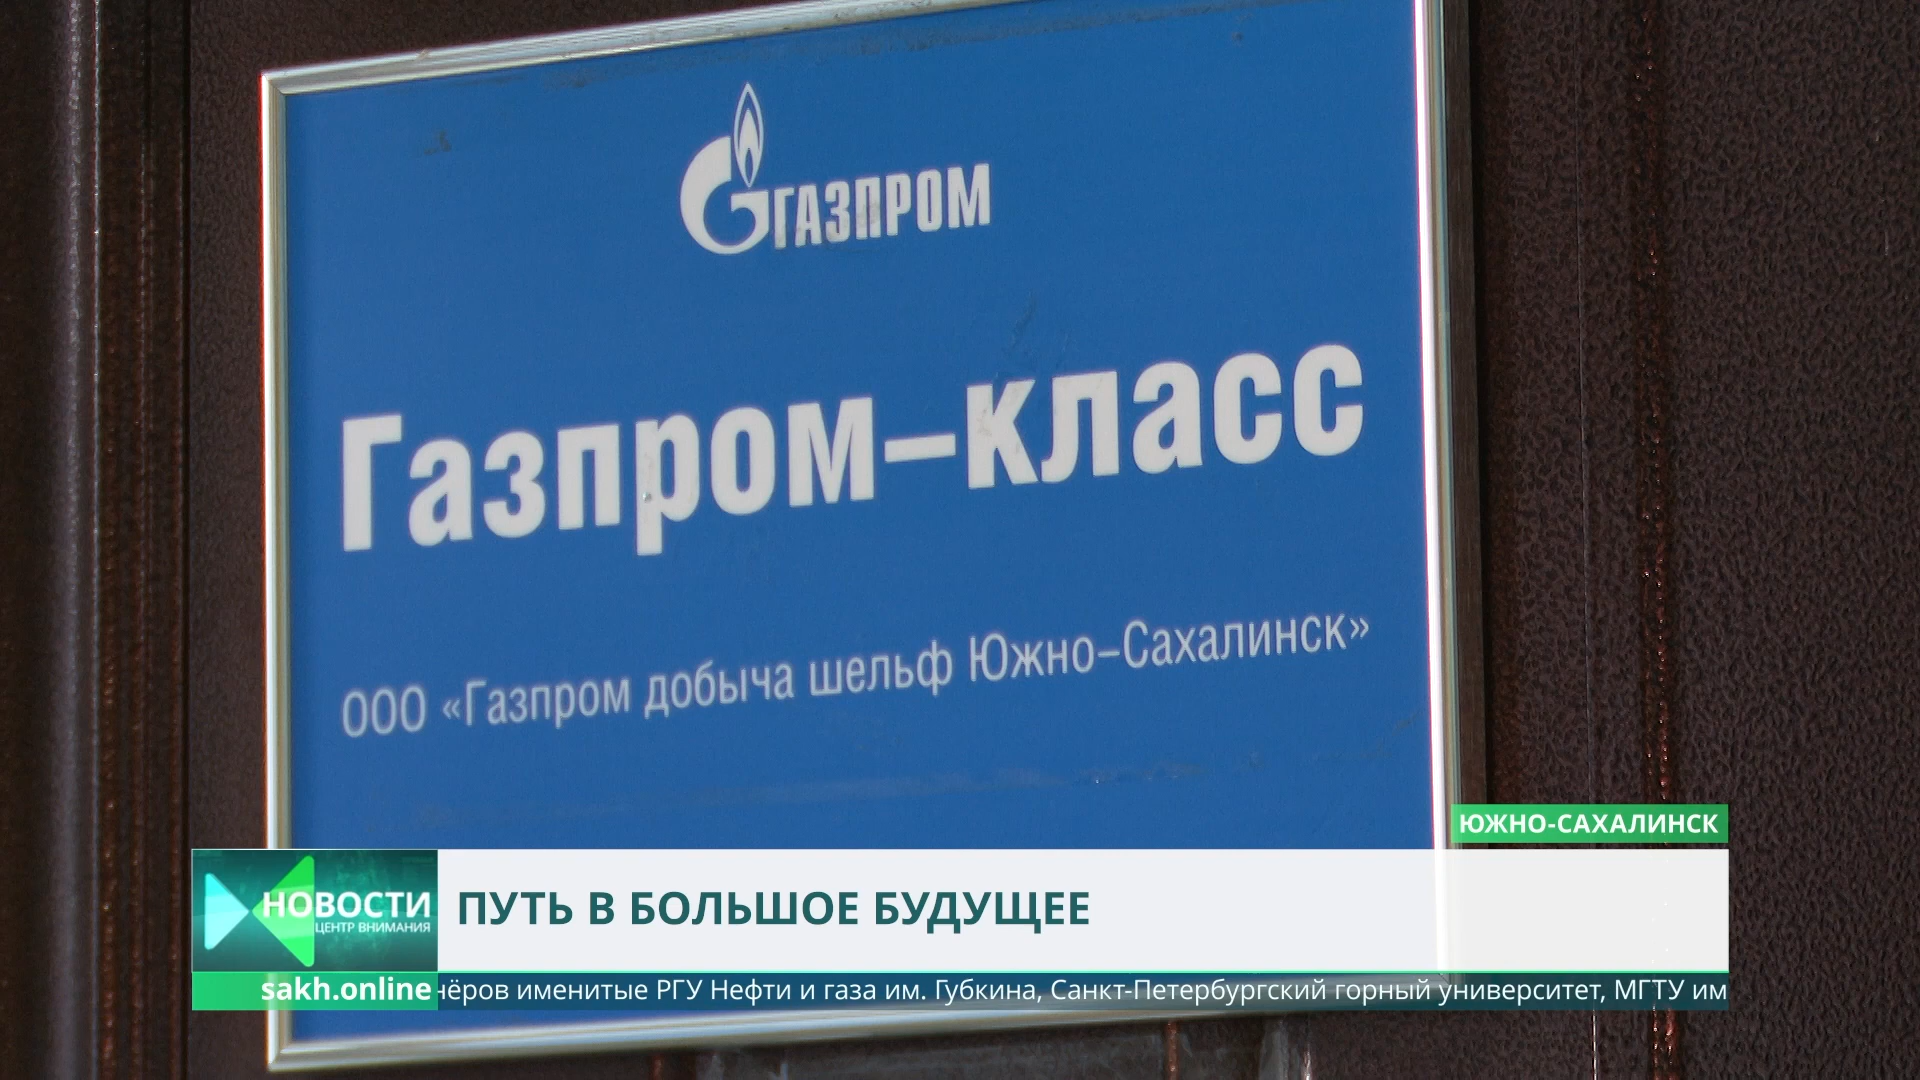 ГАЗПРОМ
Газпром–класс
ООО «Газпром добыча шельф Южно–Сахалинск»
ЮЖНО-САХАЛИНСК
НОВОСТИ
ЦЕНТР ВНИМАНИЯ
ПУТЬ В БОЛЬШОЕ БУДУЩЕЕ
sakh.online
нёров именитые РГУ Нефти и газа им. Губкина, Санкт-Петербургский горный университет, МГТУ им